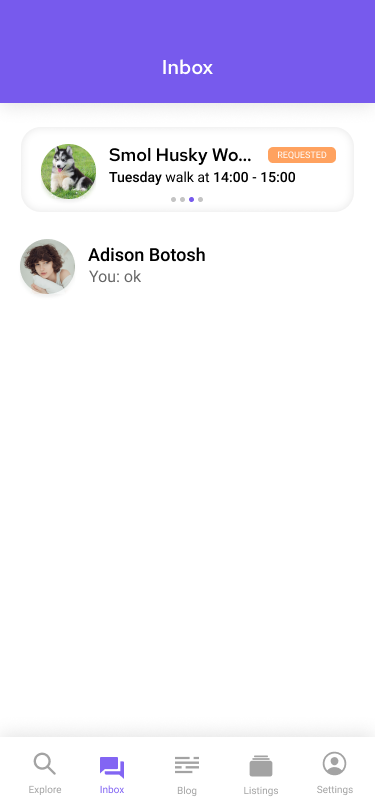 Inbox
Smol Husky Wo... REQUESTED
Tuesday walk at 14:00 - 15:00
Adison Botosh
You: ok
Explore Inbox Blog Listings Settings